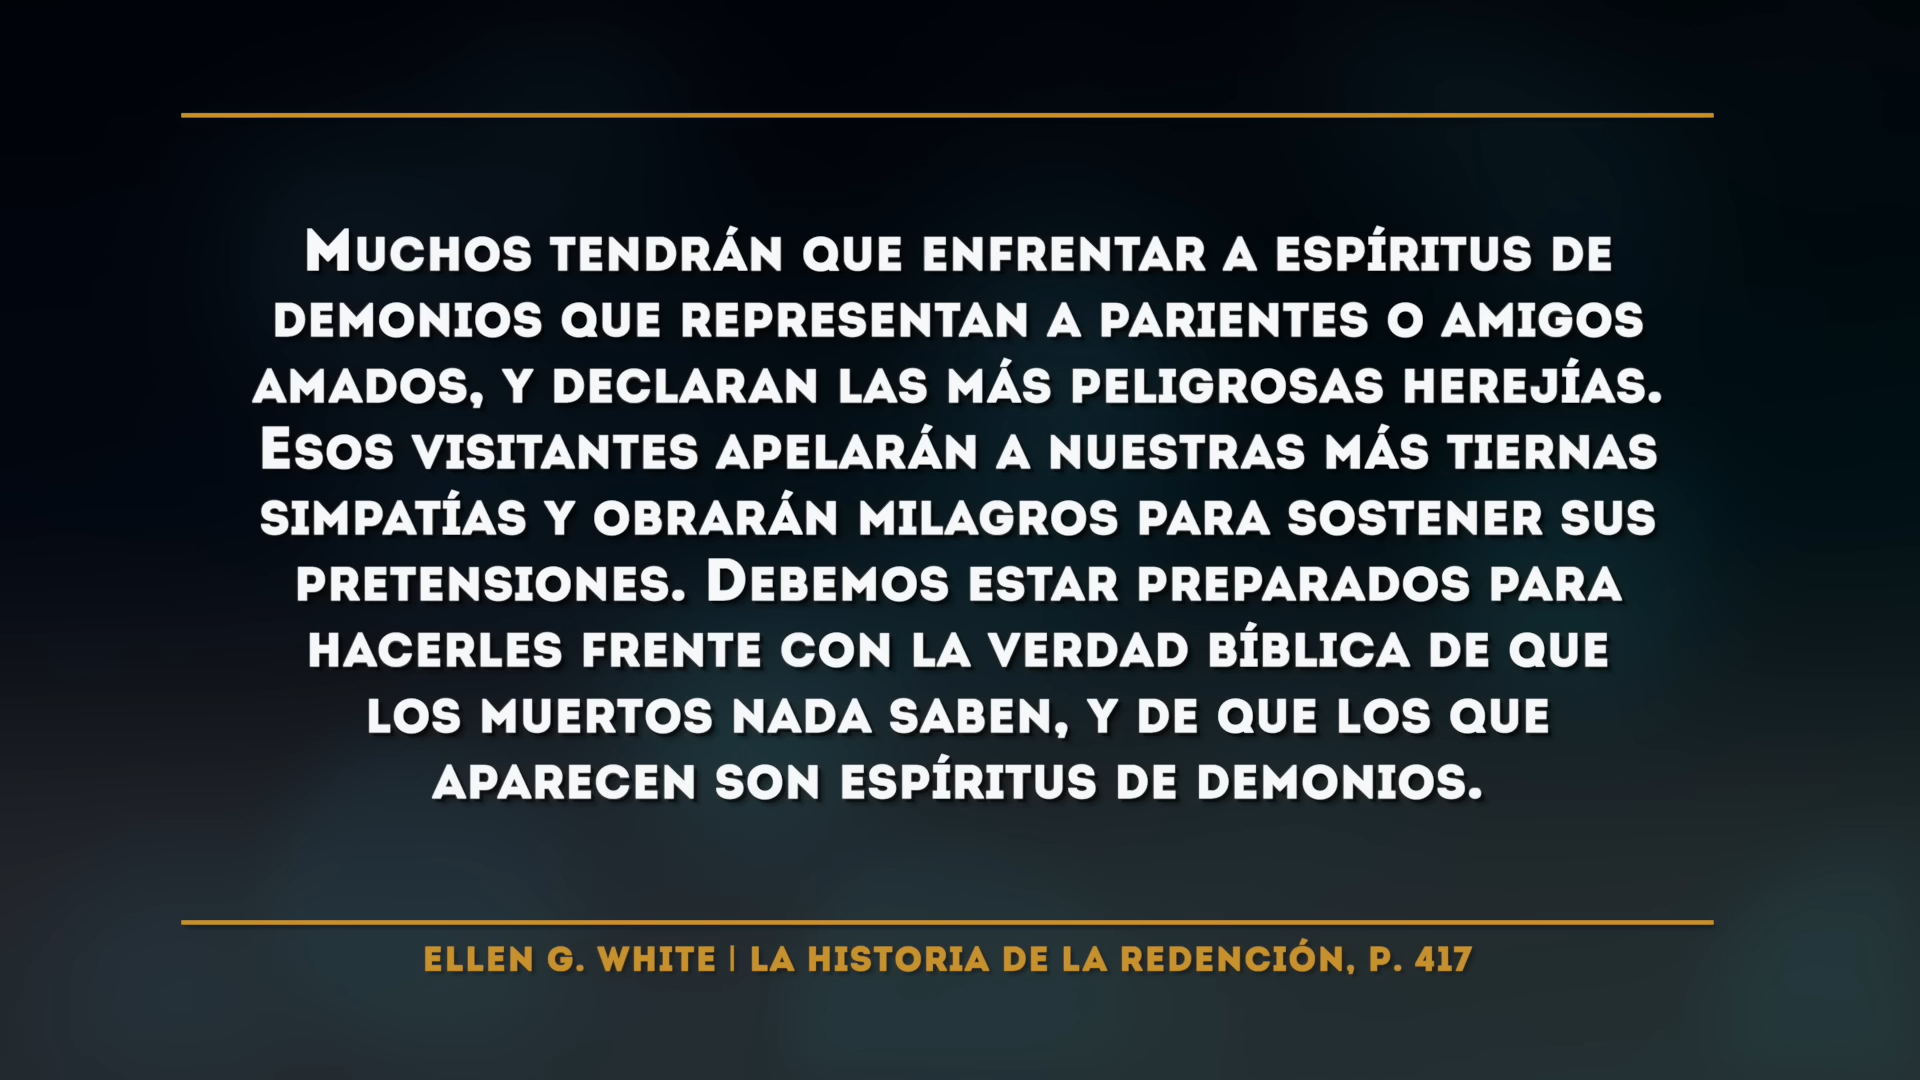 Muchos tendrán que enfrentar a espíritus de
demonios que representan a parientes o amigos
amados, y declaran las más peligrosas herejías.
Esos visitantes apelarán a nuestras más tiernas
simpatías y obrarán milagros para sostener sus
pretensiones. Debemos estar preparados para
hacerles frente con la verdad bíblica de que
los muertos nada saben, y de que los que
aparecen son espíritus de demonios.
ELLEN G. WHITE | LA HISTORIA DE LA REDENCIÓN, P. 417